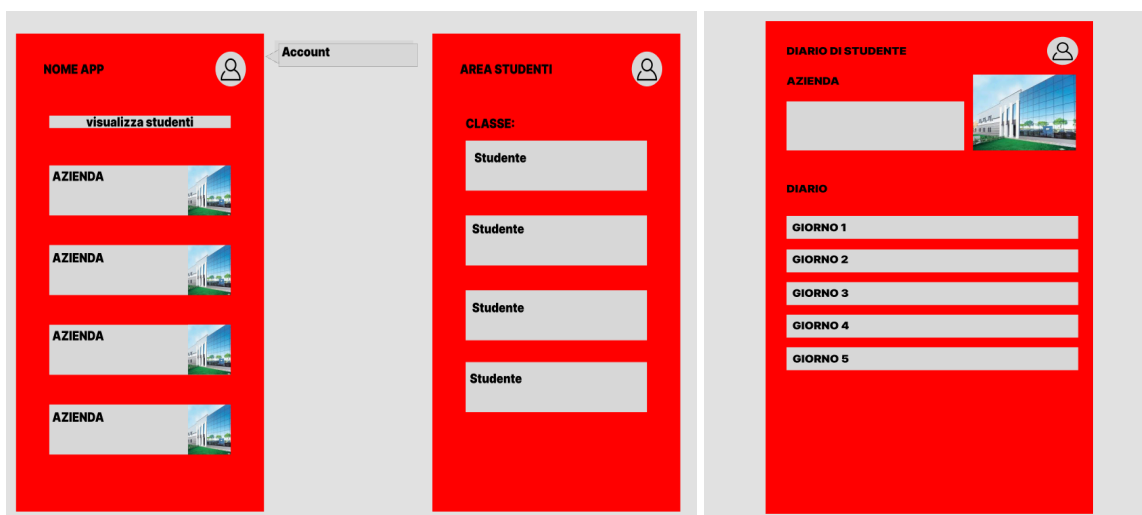 NOME APP
Account
visualizza studenti
AZIENDA
AZIENDA
AZIENDA
AZIENDA
AREA STUDENTI
CLASSE:
Studente
Studente
Studente
Studente
DIARIO DI STUDENTE
AZIENDA
DIARIO
GIORNO 1
GIORNO 2
GIORNO 3
GIORNO 4
GIORNO 5